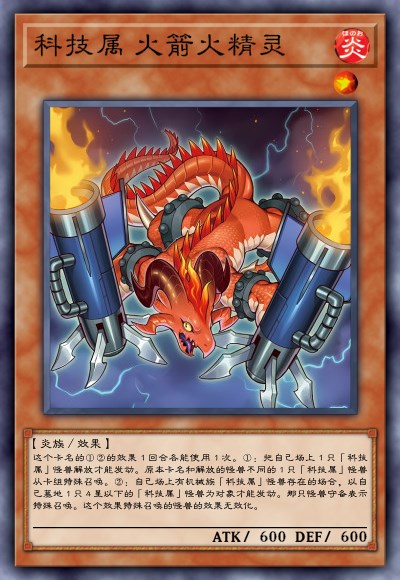 科技属 火箭火精灵
ほのお
炎
【炎族/效果】
这个卡名的①②的效果1回合各能使用1次。①：把自己场上1只「科技
属」怪兽解放才能发动。原本卡名和解放的怪兽不同的1只「科技属」怪兽
从卡组特殊召唤。②：自己场上有机械族「科技属」怪兽存在的场合，以自
己墓地1只4星以下的「科技属」怪兽为对象才能发动。那只怪兽守备表示
特殊召唤。这个效果特殊召唤的怪兽的效果无效化。
ATK/ 600 DEF/ 600